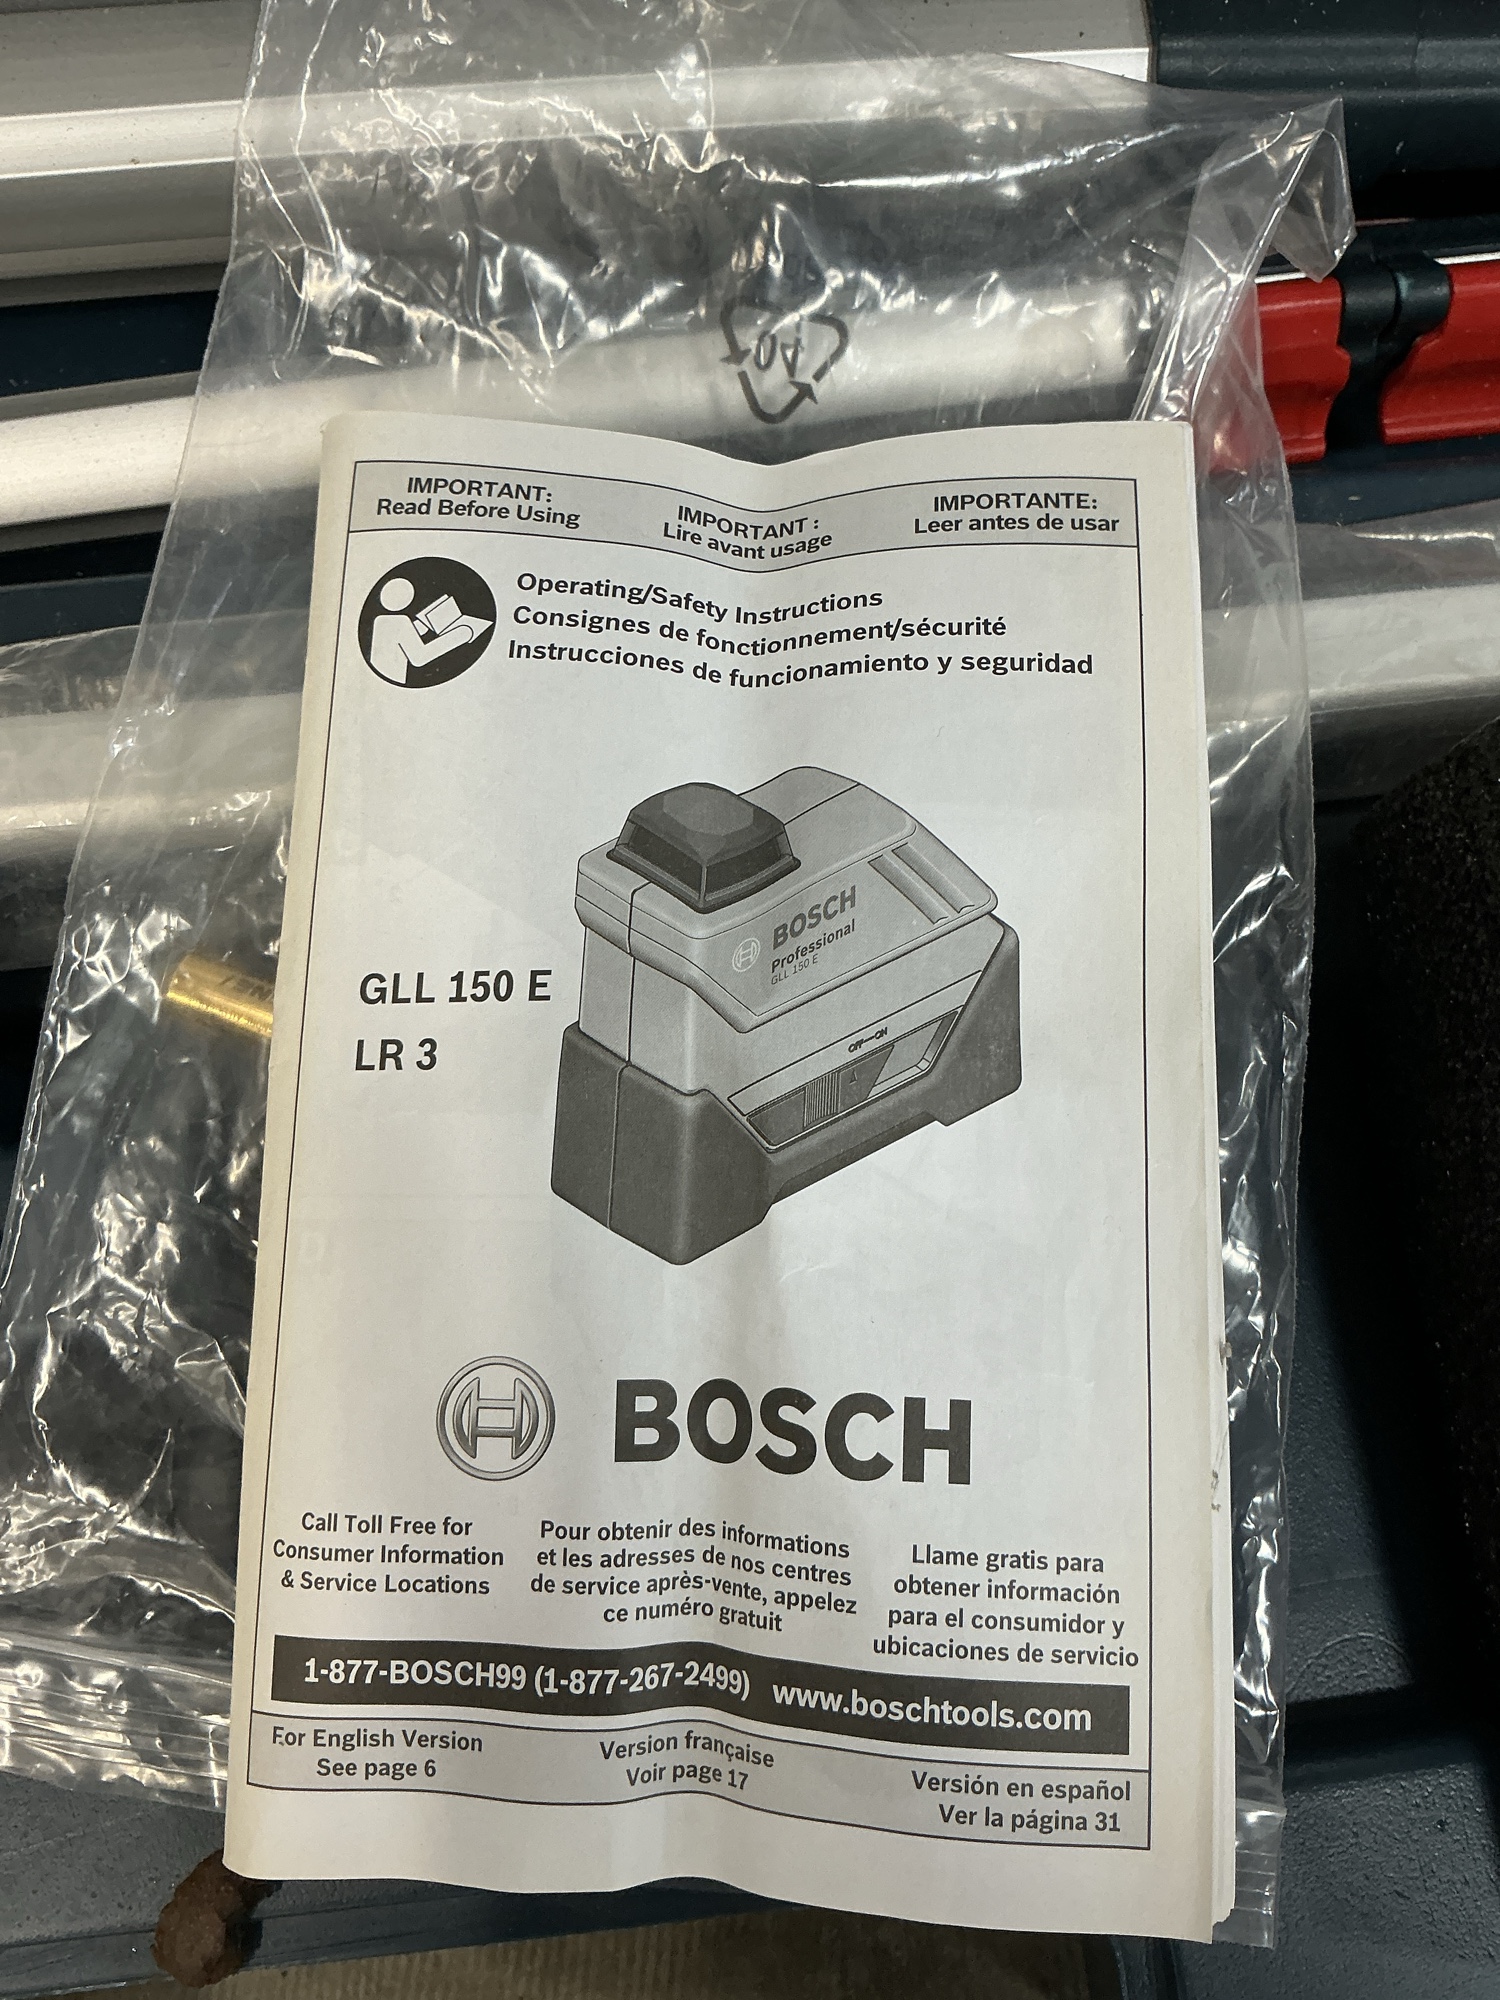 IMPORTANT:
Read Before Using
IMPORTANT :
Lire avant usage
IMPORTANTE:
Leer antes de usar
Operating/Safety Instructions
Consignes de fonctionnement/sécurité
Instrucciones de funcionamiento y seguridad
BOSCH
Professional
GLL 150 E
OFF—ON
GLL 150 E
LR 3
BOSCH
Call Toll Free for
Consumer Information
& Service Locations
Pour obtenir des informations
et les adresses de nos centres
de service après-vente, appelez
ce numéro gratuit
Llame gratis para
obtener información
para el consumidor y
ubicaciones de servicio
1-877-BOSCH99 (1-877-267-2499) www.boschtools.com
For English Version
See page 6
Version française
Voir page 17
Versión en español
Ver la página 31